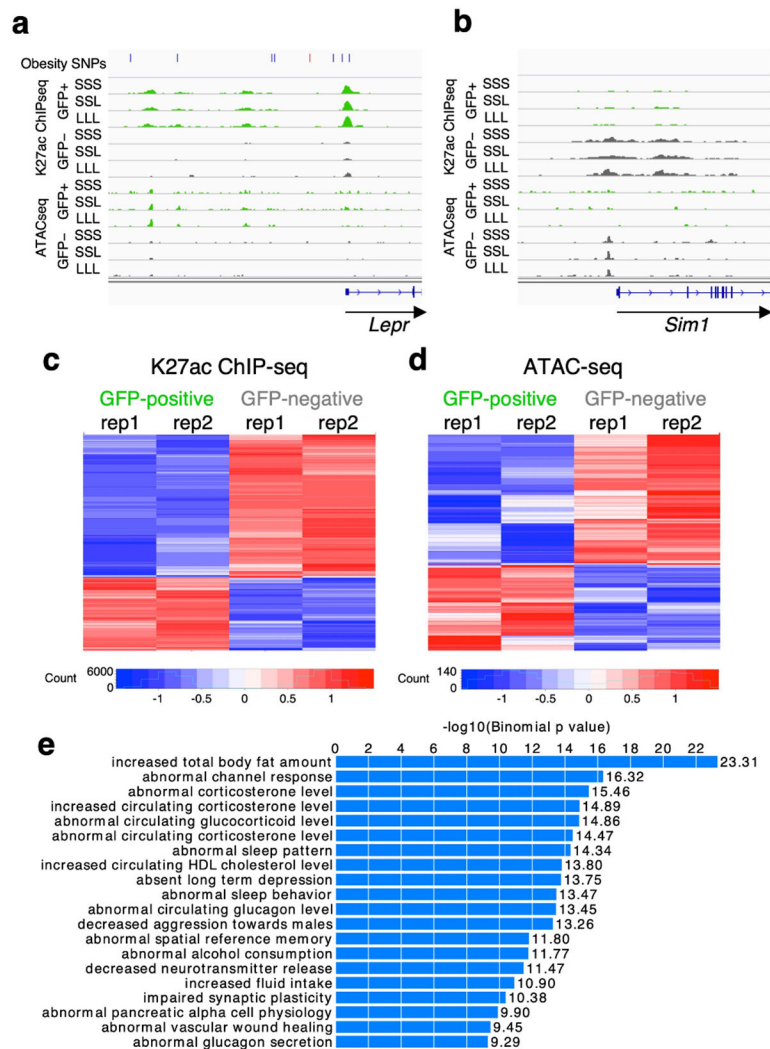 a
Obesity SNPs
K27ac ChIPseq
GFP+
SSS
SSL
LLL
GFP−
SSS
SSL
LLL
ATACseq
GFP+
SSS
SSL
LLL
GFP−
SSS
SSL
LLL
Lepr
b
K27ac ChIPseq
GFP+
SSS
SSL
LLL
GFP−
SSS
SSL
LLL
ATACseq
GFP+
SSS
SSL
LLL
GFP−
SSS
SSL
LLL
Sim1
c
K27ac ChIP-seq
GFP-positive GFP-negative
rep1 rep2 rep1 rep2
Count
6000
0
-1 -0.5 0 0.5 1
d
ATAC-seq
GFP-positive GFP-negative
rep1 rep2 rep1 rep2
Count
140
0
-1 -0.5 0 0.5 1
e
-log10(Binomial p value)
0 2 4 6 8 10 12 14 16 18 20 22
increased total body fat amount 23.31
abnormal channel response 16.32
abnormal corticosterone level 15.46
increased circulating corticosterone level 14.89
abnormal circulating glucocorticoid level 14.86
abnormal circulating corticosterone level 14.47
abnormal sleep pattern 14.34
increased circulating HDL cholesterol level 13.80
absent long term depression 13.75
abnormal sleep behavior 13.47
abnormal circulating glucagon level 13.45
decreased aggression towards males 13.26
abnormal spatial reference memory 11.80
abnormal alcohol consumption 11.77
decreased neurotransmitter release 11.47
increased fluid intake 10.90
impaired synaptic plasticity 10.38
abnormal pancreatic alpha cell physiology 9.90
abnormal vascular wound healing 9.45
abnormal glucagon secretion 9.29